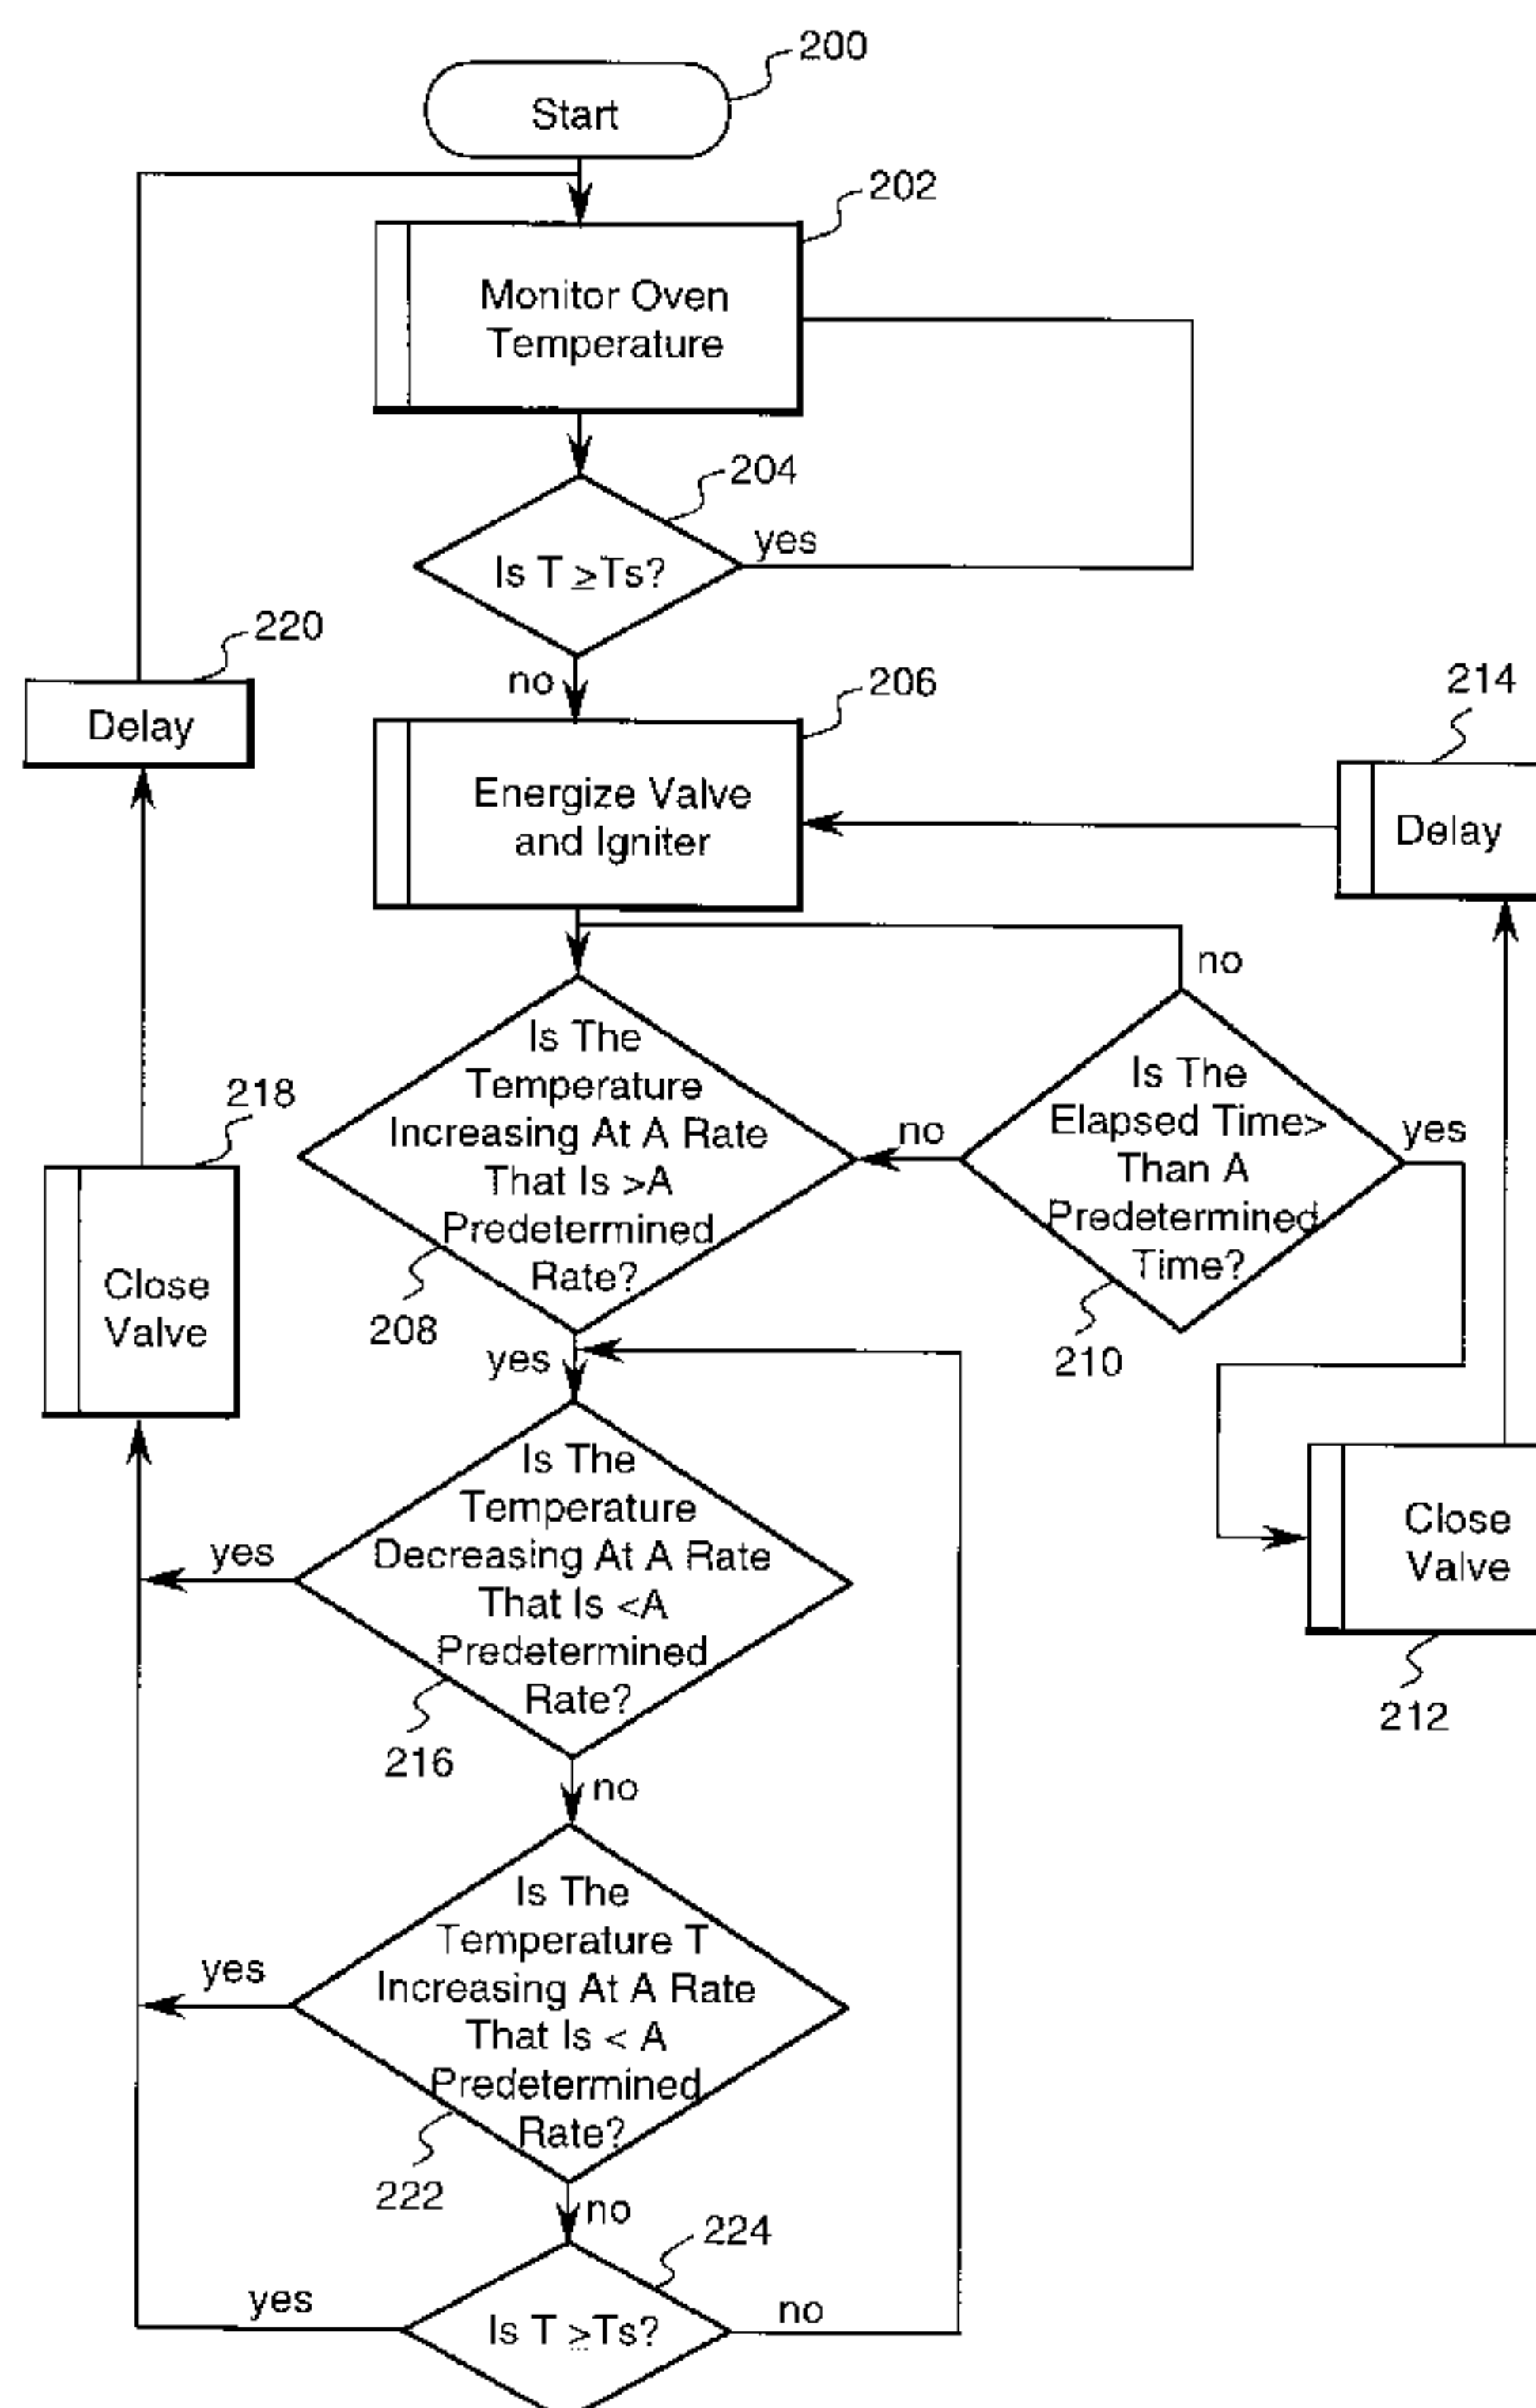 200
Start
202
Monitor Oven
Temperature
204
Is T ≥Ts?
yes
220
Delay
no
206
Energize Valve
and Igniter
214
Delay
no
Is The
Temperature
Increasing At A Rate
That Is >A
Predetermined
Rate?
208
no
Is The
Elapsed Time>
Than A
Predetermined
Time?
210
yes
218
Close
Valve
yes
Is The
Temperature
Decreasing At A Rate
That Is <A
Predetermined
Rate?
216
yes
Close
Valve
212
no
Is The
Temperature T
Increasing At A Rate
That Is < A
Predetermined
Rate?
222
yes
no
224
Is T ≥Ts?
yes
no